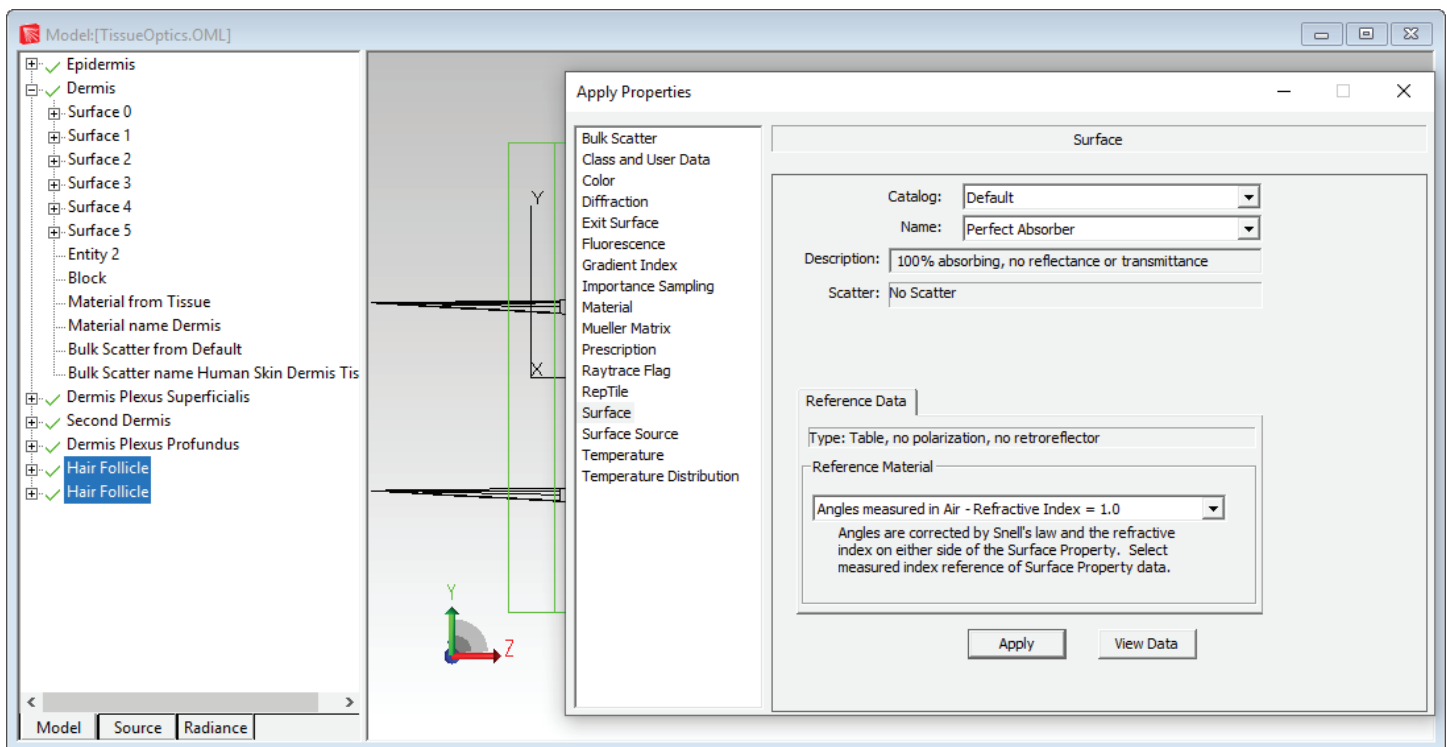 Model:[TissueOptics.OML]
Epidermis
Dermis
Surface 0
Surface 1
Surface 2
Surface 3
Surface 4
Surface 5
Entity 2
Block
Material from Tissue
Material name Dermis
Bulk Scatter from Default
Bulk Scatter name Human Skin Dermis Tis
Dermis Plexus Superficialis
Second Dermis
Dermis Plexus Profundus
Hair Follicle
Hair Follicle
Model
Source
Radiance
Y
X
Y
Z
Apply Properties
Bulk Scatter
Class and User Data
Color
Diffraction
Exit Surface
Fluorescence
Gradient Index
Importance Sampling
Material
Mueller Matrix
Prescription
Raytrace Flag
RepTile
Surface
Surface Source
Temperature
Temperature Distribution
Surface
Catalog: Default
Name: Perfect Absorber
Description: 100% absorbing, no reflectance or transmittance
Scatter: No Scatter
Reference Data
Type: Table, no polarization, no retroreflector
Reference Material
Angles measured in Air - Refractive Index = 1.0
Angles are corrected by Snell's law and the refractive
index on either side of the Surface Property. Select
measured index reference of Surface Property data.
Apply
View Data